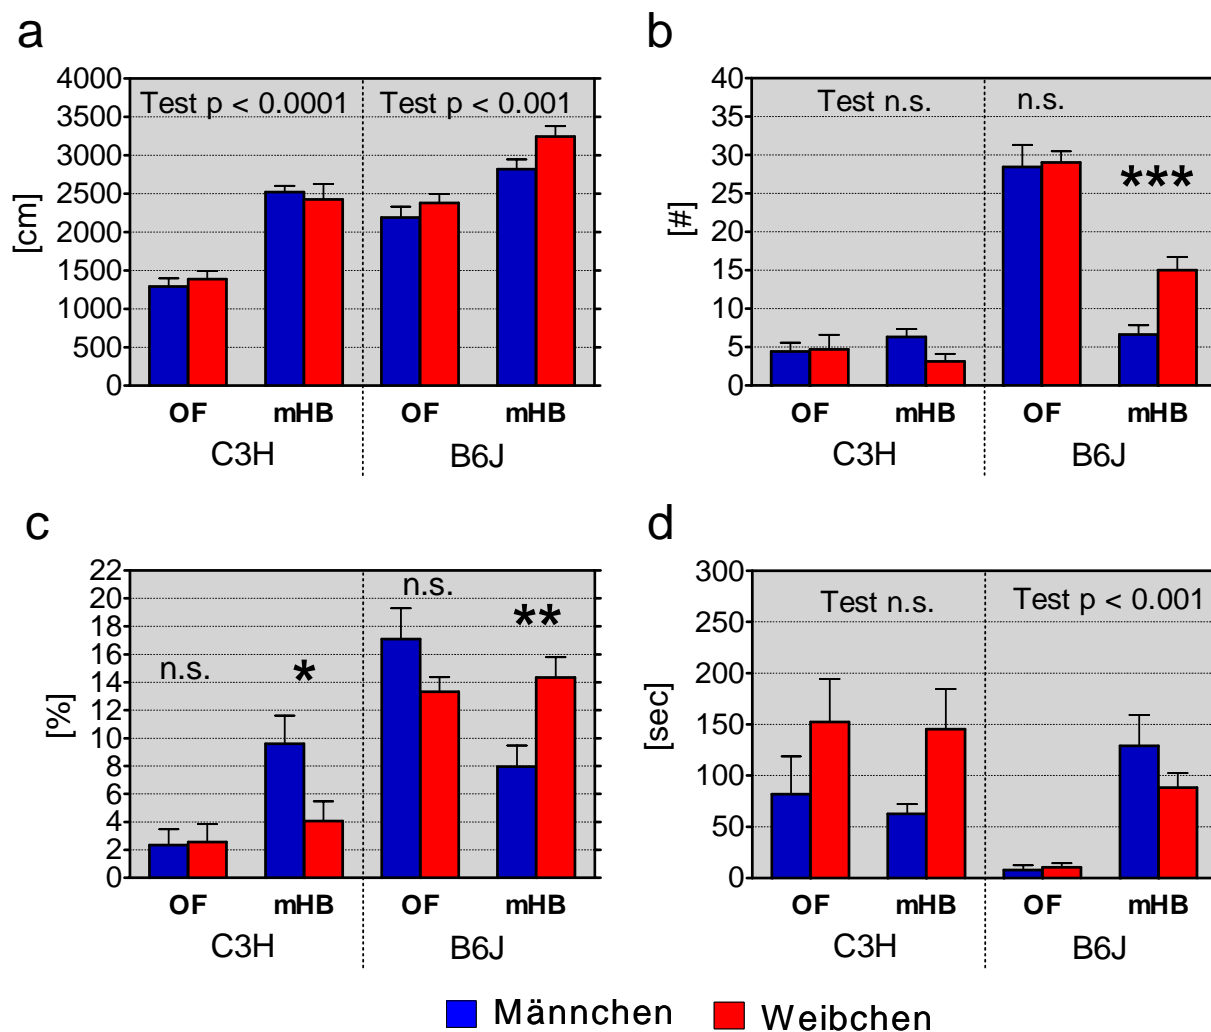 a
[cm]
4000
3500
3000
2500
2000
1500
1000
500
0
Test p < 0.0001 Test p < 0.001
OF mHB OF mHB
C3H B6J
b
[#]
40
35
30
25
20
15
10
5
0
Test n.s. n.s.
***
OF mHB OF mHB
C3H B6J
c
[%]
22
20
18
16
14
12
10
8
6
4
2
0
n.s.
**
n.s. *
OF mHB OF mHB
C3H B6J
d
[sec]
300
250
200
150
100
50
0
Test n.s. Test p < 0.001
OF mHB OF mHB
C3H B6J
Männchen Weibchen